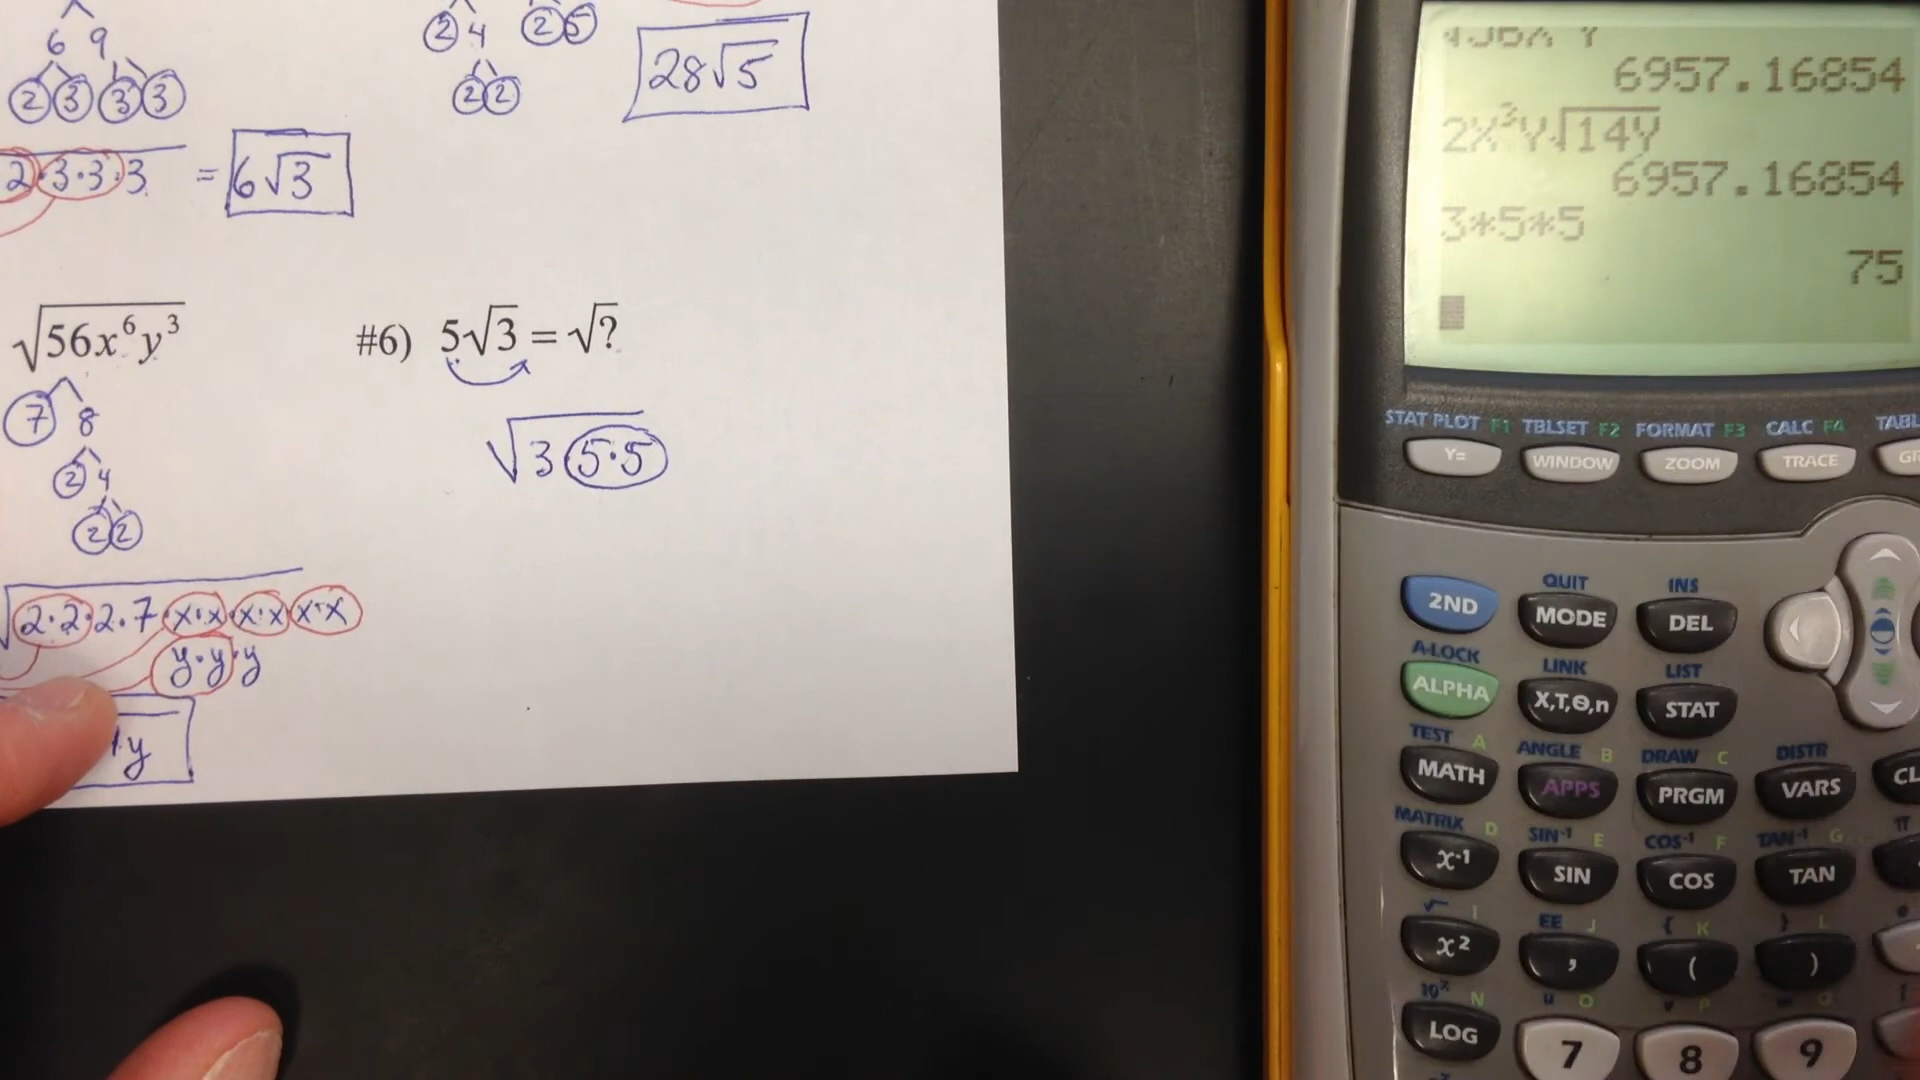 6 9
2 3 3 3
2·3·3·3 = 6√3
2 4 2 5
2 2
28√5
√56x⁶y³
7 8
2 4
2 2
√2·2·2·7·x·x·x·x·x·x
y·y·y
y
#6) 5√3 = √?
√3 5·5
6957.16854
2X³Y√14Y
6957.16854
3*5*5
75
STAT PLOT F1 TBLSET F2 FORMAT F3 CALC F4
Y= WINDOW ZOOM TRACE
QUIT INS
2ND MODE DEL
A-LOCK LINK LIST
ALPHA X,T,Θ,n STAT
TEST A ANGLE B DRAW C DISTR
MATH APPS PRGM VARS
MATRIX D SIN⁻¹ E COS⁻¹ F TAN⁻¹ G π
x⁻¹ SIN COS TAN
√ I EE J { K } L
x² , ( )
10ˣ N u O v P w Q
LOG 7 8 9